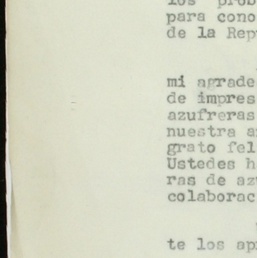 los prob
para cono
de la Rep
mi agrade
de impres
azufreras
nuestra a
grato fel
Ustedes h
ras de az
colaborac
te los ap